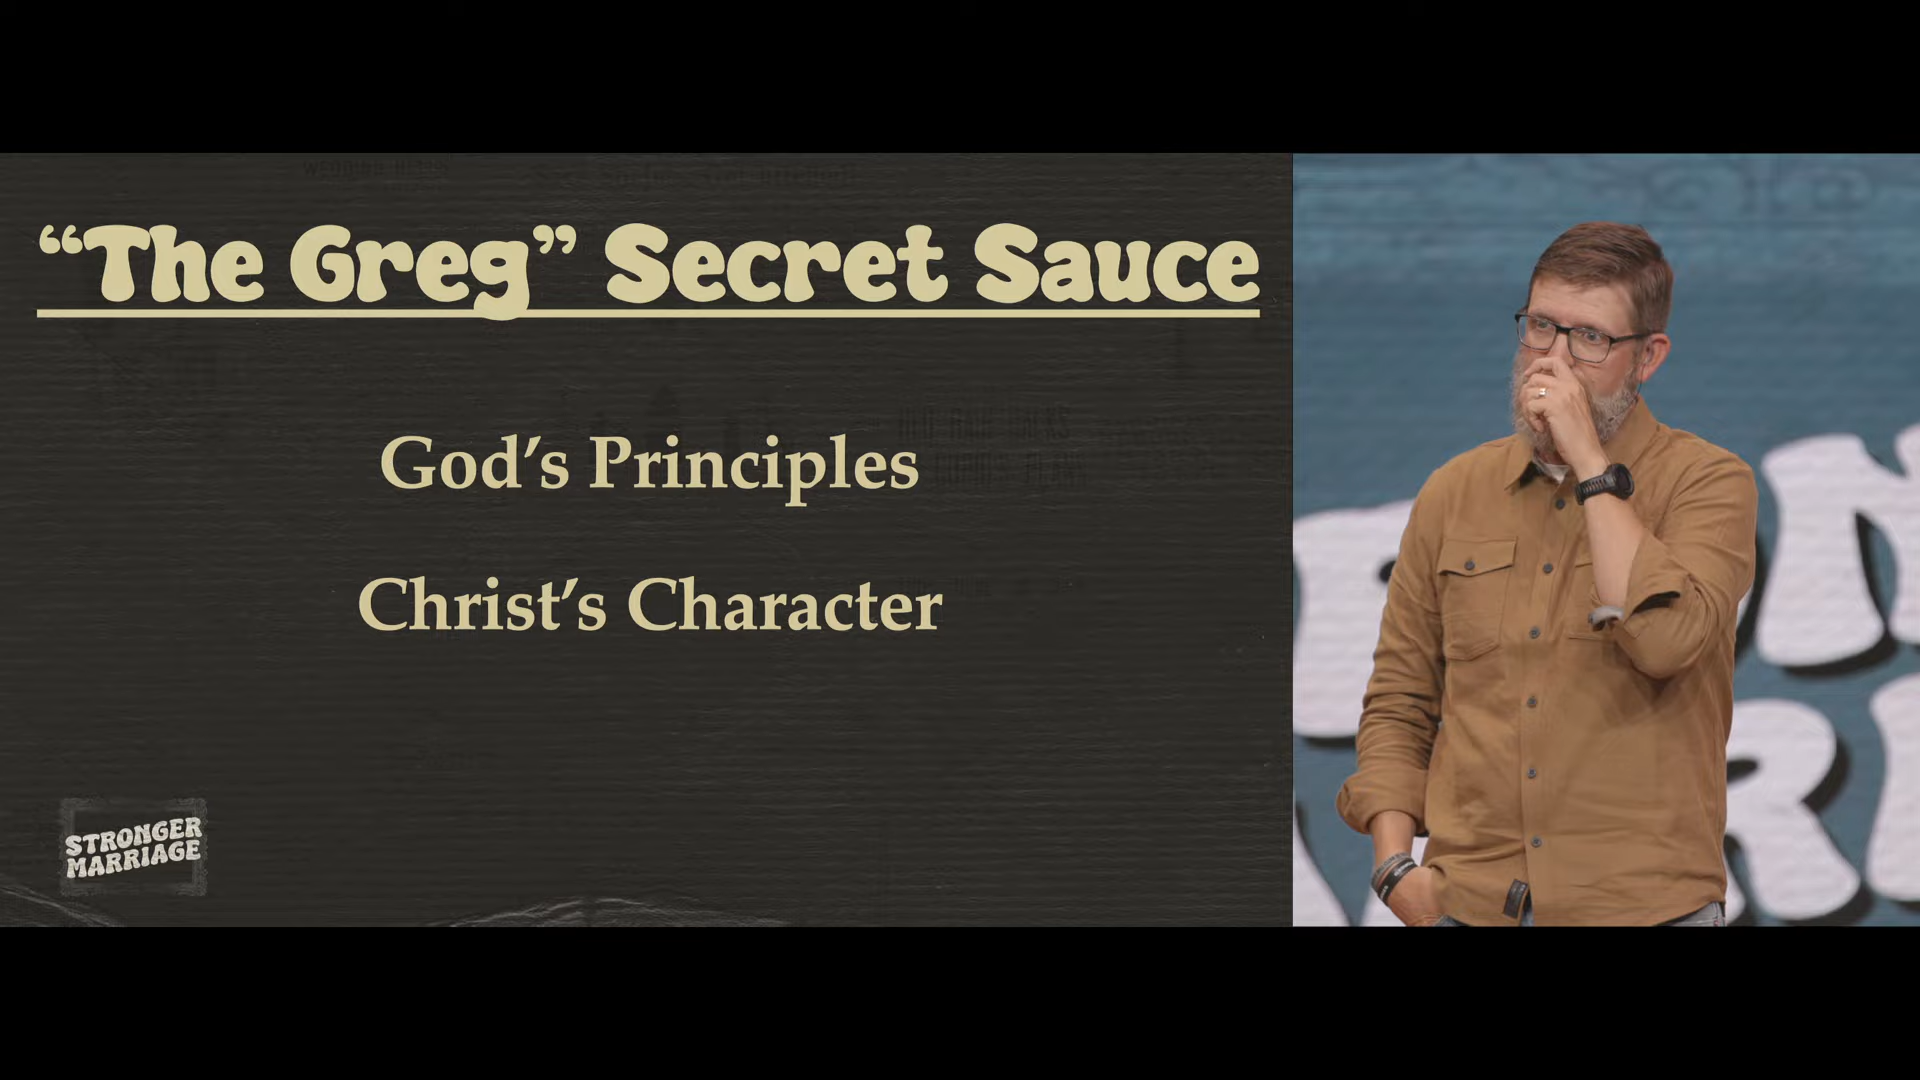 “The Greg” Secret Sauce
God’s Principles
Christ’s Character
STRONGER
MARRIAGE